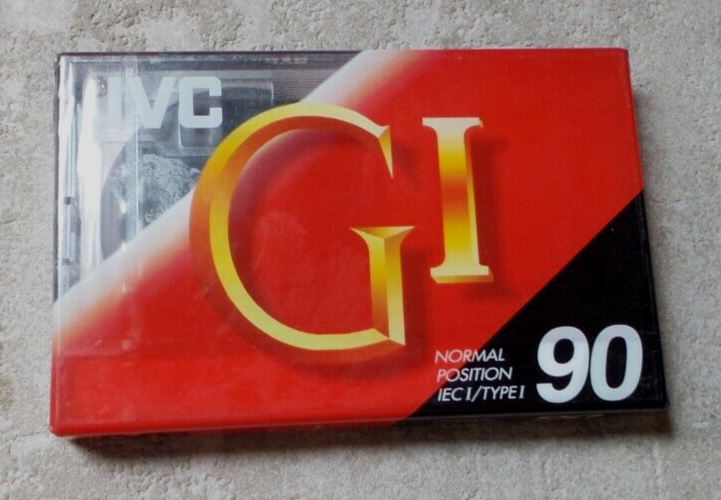 JVC
GI
NORMAL
POSITION
IEC I/TYPE I
90